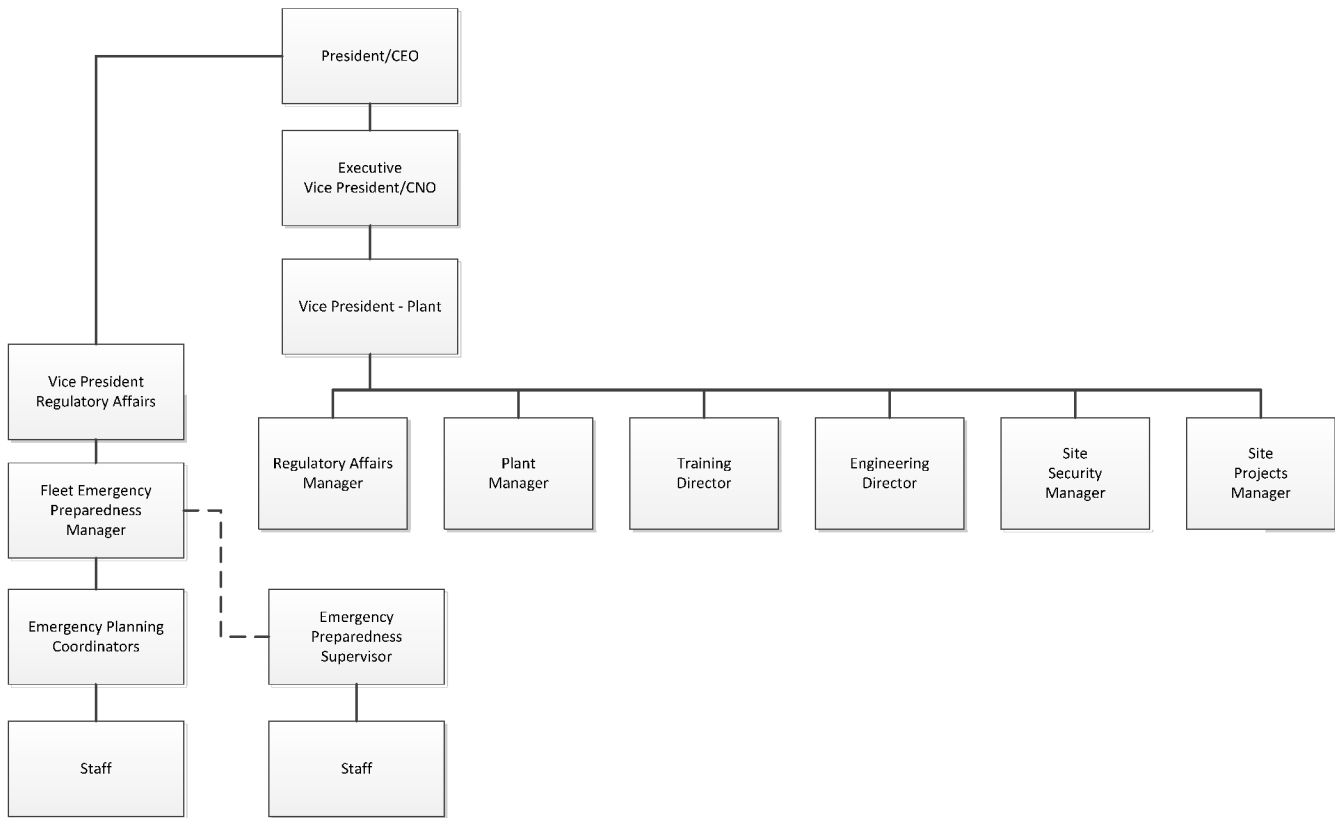 President/CEO
Executive
Vice President/CNO
Vice President - Plant
Vice President
Regulatory Affairs
Regulatory Affairs
Manager
Plant
Manager
Training
Director
Engineering
Director
Site
Security
Manager
Site
Projects
Manager
Fleet Emergency
Preparedness
Manager
Emergency Planning
Coordinators
Emergency
Preparedness
Supervisor
Staff
Staff